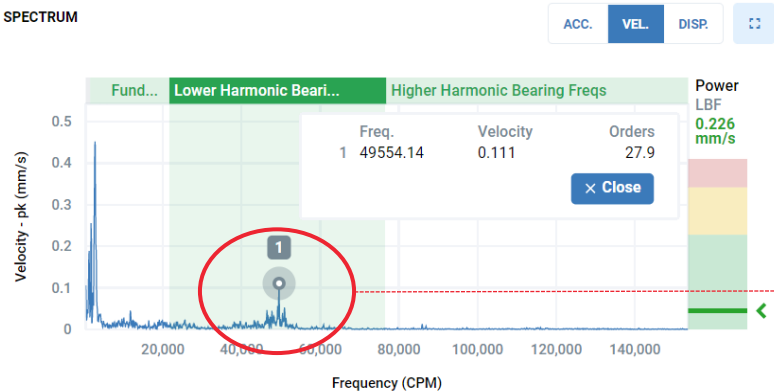 SPECTRUM
ACC. VEL. DISP.
Fund... Lower Harmonic Beari... Higher Harmonic Bearing Freqs
Power
LBF
0.226
mm/s
Freq. Velocity Orders
1 49554.14 0.111 27.9
× Close
1
Velocity - pk (mm/s)
0.5
0.4
0.3
0.2
0.1
0
20,000 40,000 60,000 80,000 100,000 120,000 140,000
Frequency (CPM)